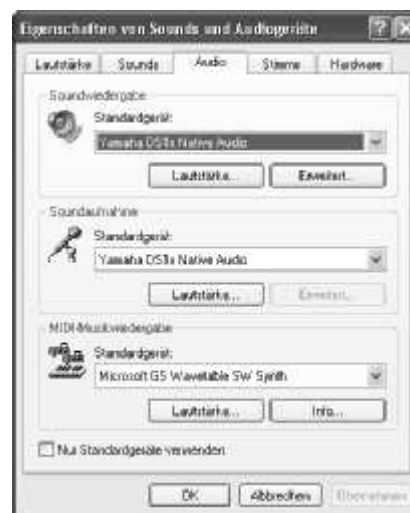 Eigenschaften von Sounds und Audiogeräte
Lautstärke Sounds Audio Stimme Hardware
Soundwiedergabe
Standardgerät:
Yamaha DS1x Native Audio
Lautstärke... Erweitert...
Soundaufnahme
Standardgerät:
Yamaha DS1x Native Audio
Lautstärke... Erweitert...
MIDI-Musikwiedergabe
Standardgerät:
Microsoft GS Wavetable SW Synth
Lautstärke... Info...
Nur Standardgeräte verwenden
OK Abbrechen Übernehmen